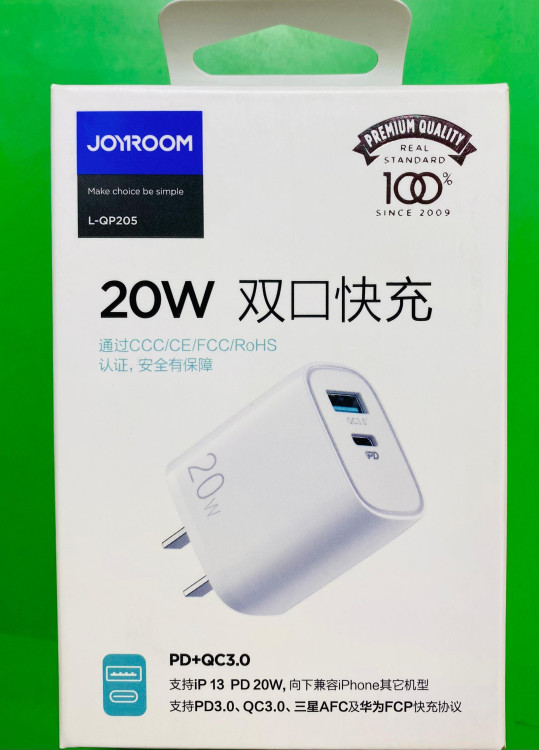 JOYROOM
Make choice be simple
L-QP205
PREMIUM QUALITY
REAL
STANDARD
100%
SINCE 2009
20W 双口快充
通过CCC/CE/FCC/RoHS
认证,安全有保障
QC3.0
PD
20W
PD+QC3.0
支持iP 13 PD 20W,向下兼容iPhone其它机型
支持PD3.0、QC3.0、三星AFC及华为FCP快充协议